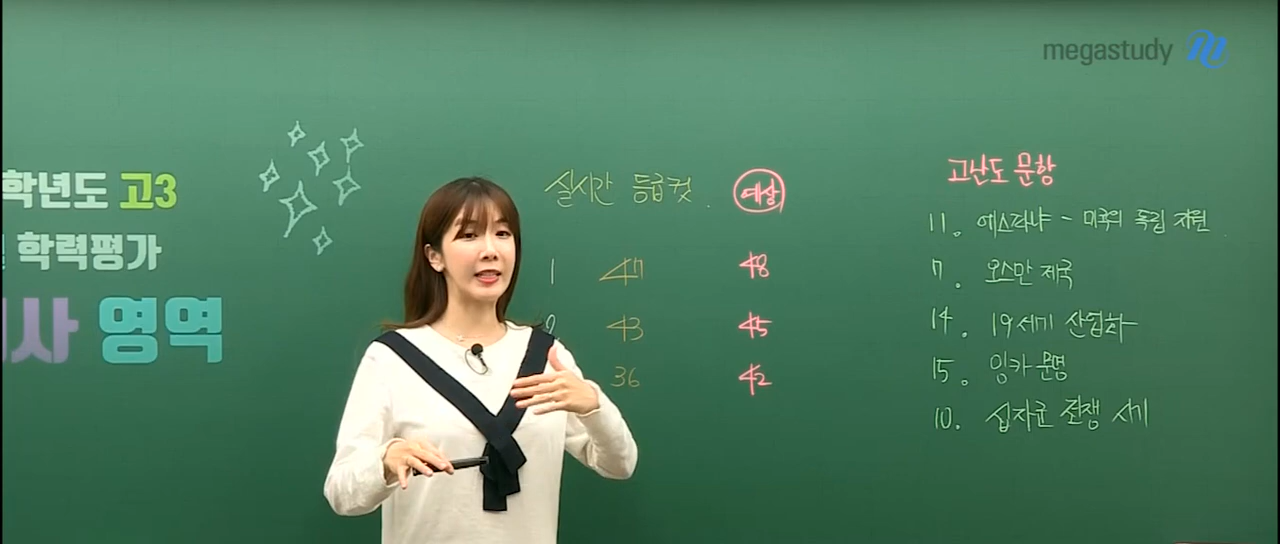 megastudy
학년도 고3
학력평가
사 영역
실시간 등급컷. 예상
1 47 48
2 43 45
36 42
고난도 문항
11. 에스파냐 - 미국의 독립 지원
7. 오스만 제국
14. 19세기 산업화
15. 잉카 문명
10. 십자군 전쟁 시기